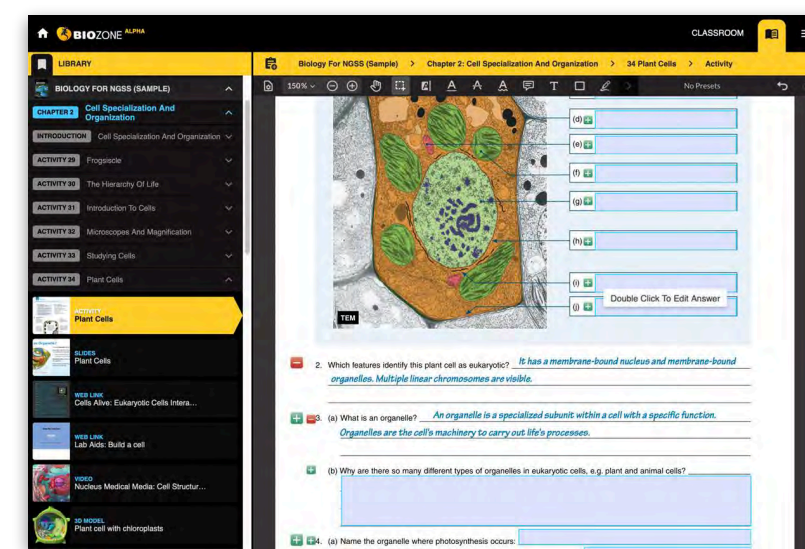 BIOZONE ALPHA
CLASSROOM
LIBRARY
BIOLOGY FOR NGSS (SAMPLE)
CHAPTER 2 Cell Specialization And Organization
INTRODUCTION Cell Specialization And Organization
ACTIVITY 29 Frogsicle
ACTIVITY 30 The Hierarchy Of Life
ACTIVITY 31 Introduction To Cells
ACTIVITY 32 Microscopes And Magnification
ACTIVITY 33 Studying Cells
ACTIVITY 34 Plant Cells
ACTIVITY
Plant Cells
SLIDES
Plant Cells
WEB LINK
Cells Alive: Eukaryotic Cells Intera...
WEB LINK
Lab Aids: Build a cell
VIDEO
Nucleus Medical Media: Cell Structur...
3D MODEL
Plant cell with chloroplasts
Biology For NGSS (Sample) > Chapter 2: Cell Specialization And Organization > 34 Plant Cells > Activity
150%
No Presets
(d)
(e)
(f)
(g)
(h)
(i)
(j)
Double Click To Edit Answer
TEM
2. Which features identify this plant cell as eukaryotic? It has a membrane-bound nucleus and membrane-bound
organelles. Multiple linear chromosomes are visible.
3. (a) What is an organelle? An organelle is a specialized subunit within a cell with a specific function.
Organelles are the cell's machinery to carry out life's processes.
(b) Why are there so many different types of organelles in eukaryotic cells, e.g. plant and animal cells?
4. (a) Name the organelle where photosynthesis occurs: